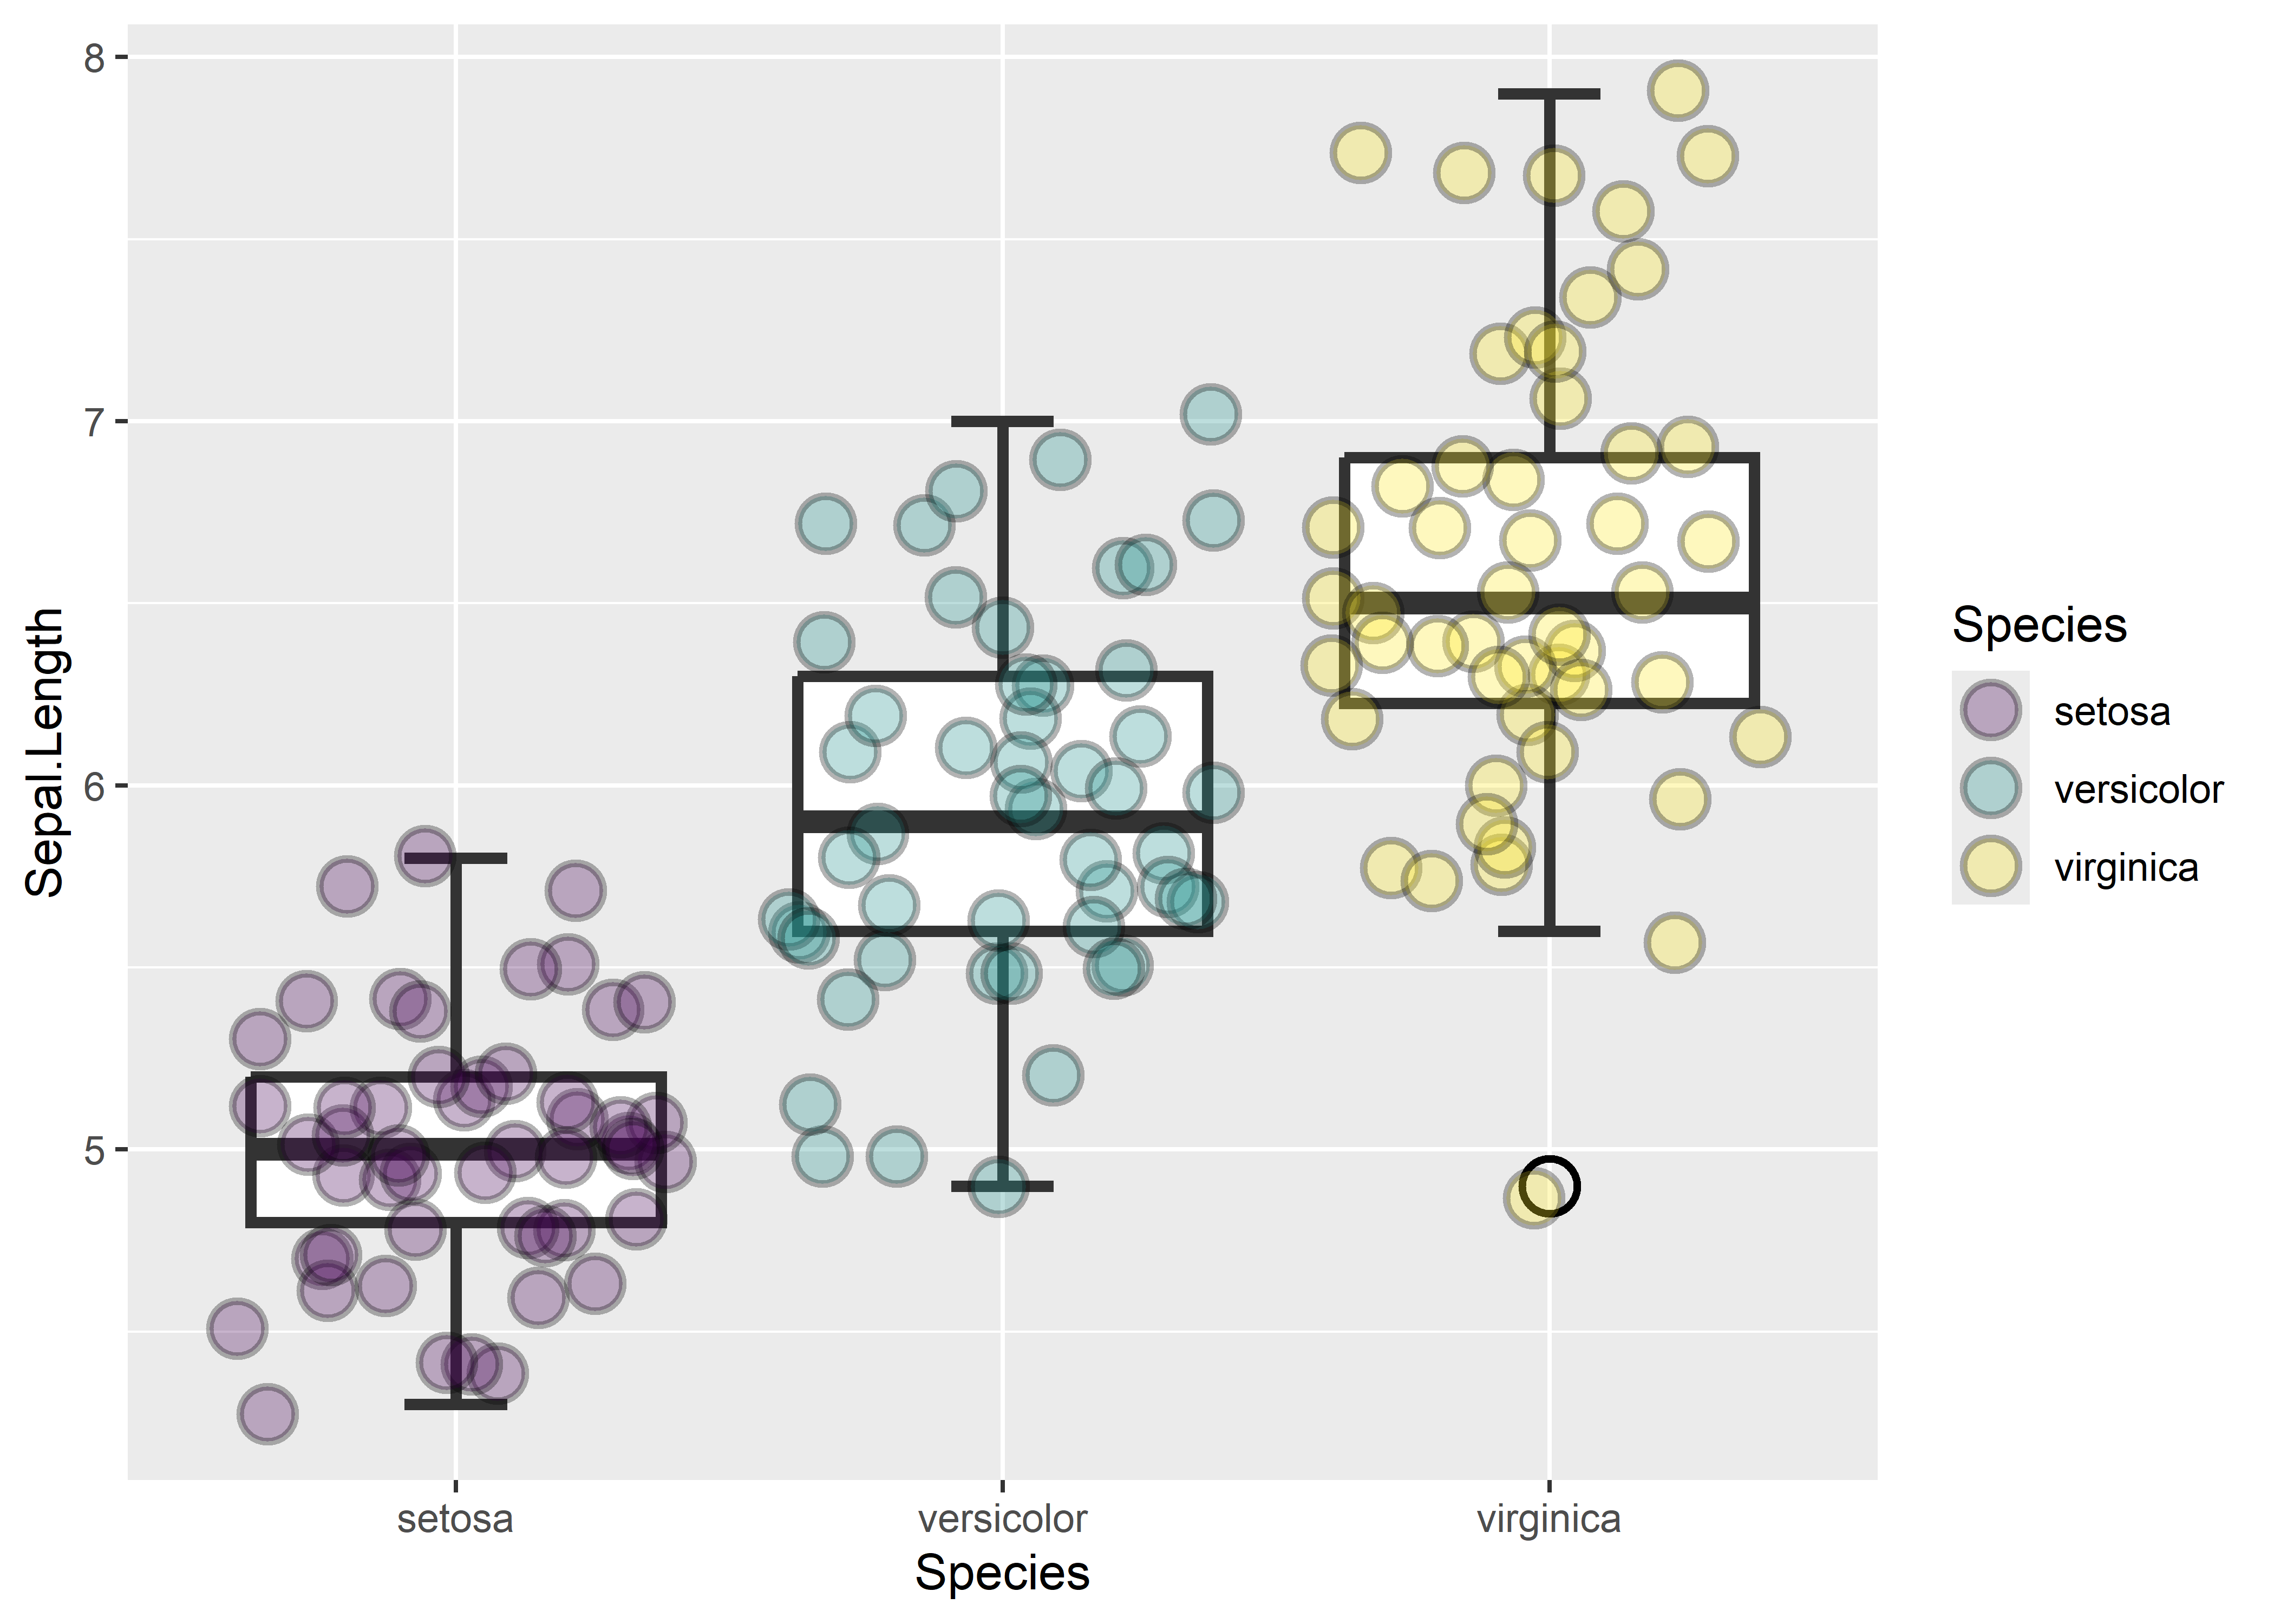 8
7
6
5
Sepal.Length
setosa
versicolor
virginica
Species
Species
setosa
versicolor
virginica